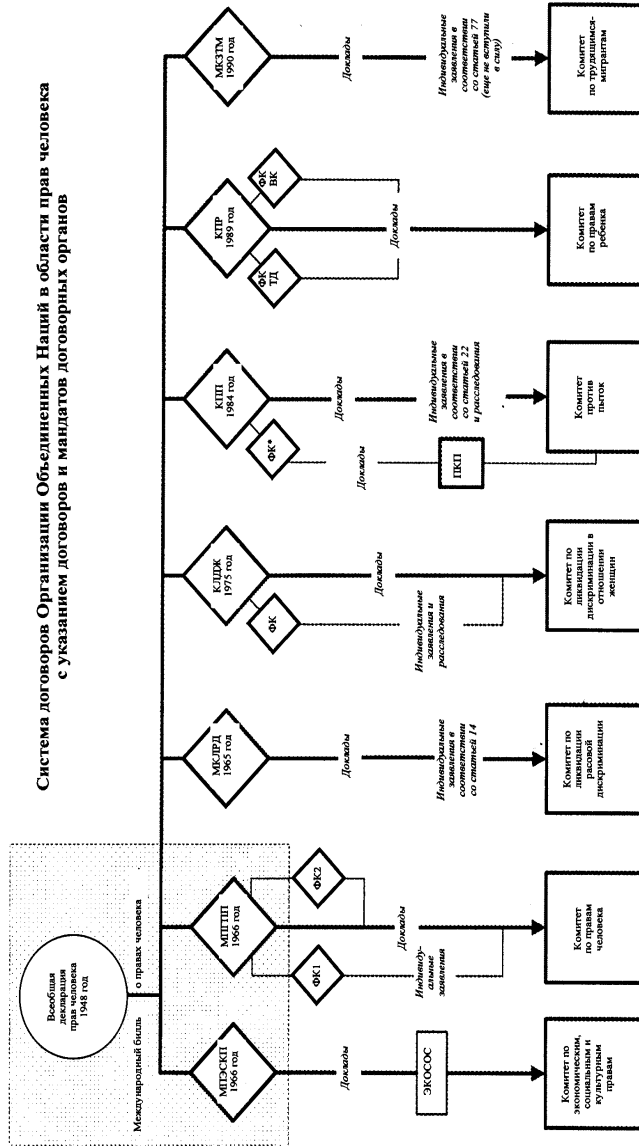 Система договоров Организации Объединенных Наций в области прав человека
с указанием договоров и мандатов договорных органов
Всеобщая
декларация
прав человека
1948 год
Международный билль
о правах человека
МПЭСКП
1966 год
Доклады
ЭКОСОС
Комитет по
экономическим,
социальным и
культурным
правам
МПГПП
1966 год
ФК1
ФК2
Индивиду-
альные
заявления
Доклады
Комитет
по правам
человека
МКЛРД
1965 год
Доклады
Индивидуальные
заявления в
соответствии
со статьей 14
Комитет по
ликвидации
расовой
дискриминации
КЛДЖ
1975 год
ФК
Индивидуальные
заявления и
расследования
Доклады
Комитет по
ликвидации
дискриминации в
отношении
женщин
КПП
1984 год
ФК*
Доклады
ПКП
Доклады
Индивидуальные
заявления в
соответствии
со статьей 22
и расследования
Комитет
против
пыток
КПР
1989 год
ФК
ТД
ФК
ВК
Доклады
Комитет
по правам
ребенка
МКЗТМ
1990 год
Доклады
Индивидуальные
заявления в
соответствии
со статьей 77
(еще не вступили
в силу)
Комитет
по трудящимся-
мигрантам